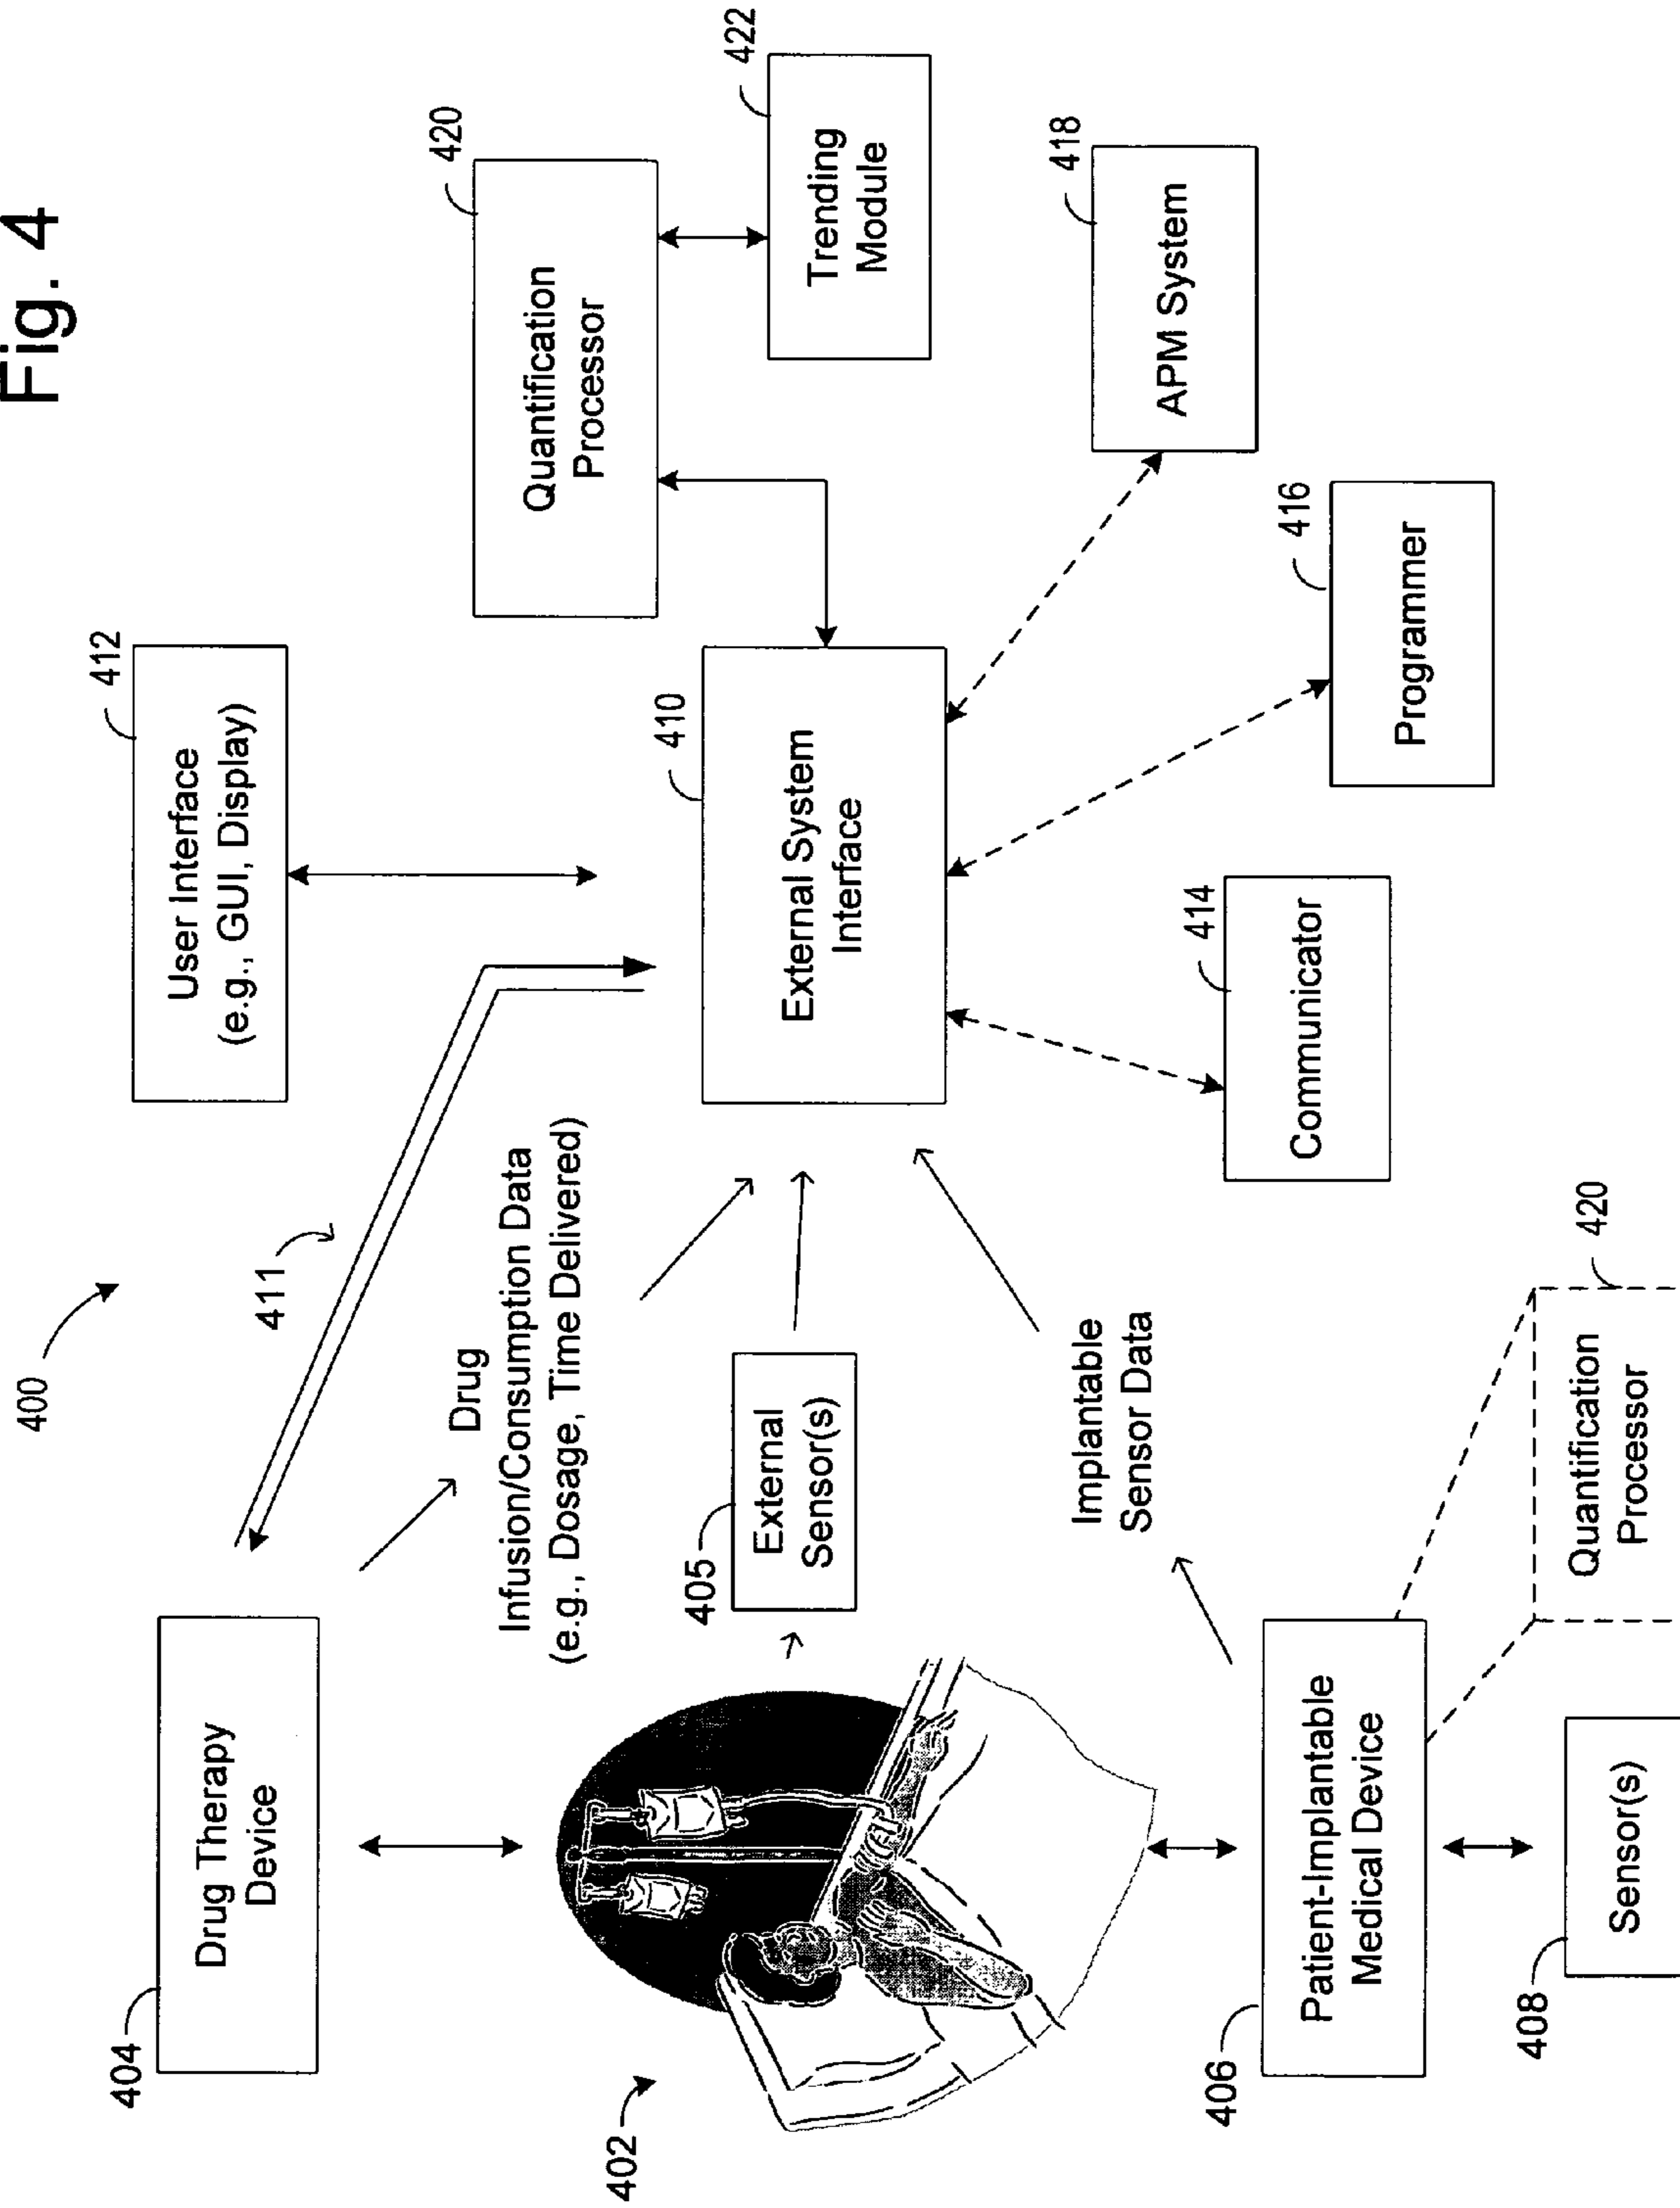 Fig. 4
400
404
Drug Therapy
Device
411
412
User Interface
(e.g., GUI, Display)
420
Quantification
Processor
422
Trending
Module
Drug
Infusion/Consumption Data
(e.g., Dosage, Time Delivered)
402
405
External
Sensor(s)
410
External System
Interface
Implantable
Sensor Data
418
APM System
416
Programmer
414
Communicator
406
Patient-Implantable
Medical Device
420
Quantification
Processor
408
Sensor(s)